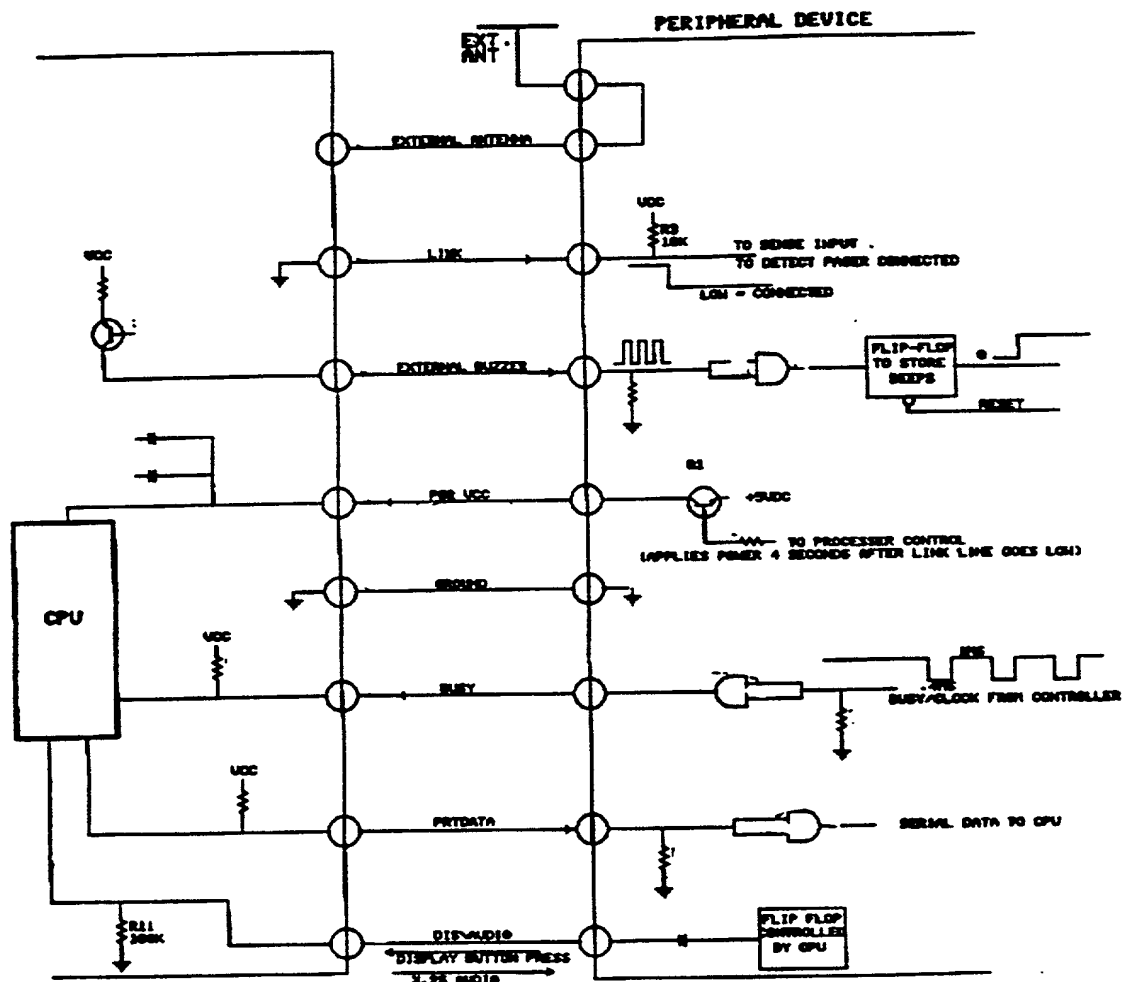 PERIPHERAL DEVICE
EXT.
ANT
EXTERNAL ANTENNA
VCC
R3
10K
LINK
TO SENSE INPUT .
TO DETECT PAGER CONNECTED
LOW - CONNECTED
VCC
EXTERNAL BUZZER
FLIP-FLOP
TO STORE
BEEPS
RESET
PGR VCC
Q1
+5VDC
TO PROCESSER CONTROL
(APPLIES POWER 4 SECONDS AFTER LINK LINE GOES LOW)
GROUND
CPU
VCC
BUSY
BUSY/CLOCK FROM CONTROLLER
VCC
PRTDATA
SERIAL DATA TO CPU
R11
DIS\AUDIO
DISPLAY BUTTON PRESS
AUDIO
FLIP FLOP
CONTROLLED
BY CPU